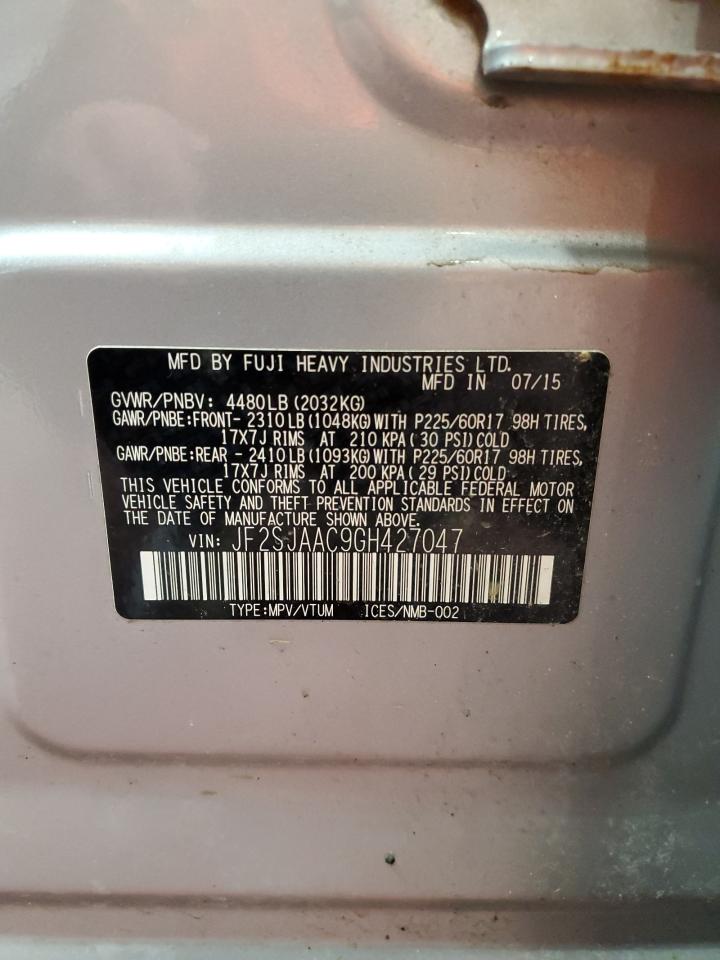 MFD BY FUJI HEAVY INDUSTRIES LTD.
MFD IN 07/15
GVWR/PNBV: 4480LB(2032KG)
GAWR/PNBE:FRONT- 2310LB(1048KG)WITH P225/60R17 98H TIRES,
17X7J RIMS AT 210 KPA( 30 PSI)COLD
GAWR/PNBE:REAR - 2410LB(1093KG)WITH P225/60R17 98H TIRES,
17X7J RIMS AT 200 KPA( 29 PSI)COLD
THIS VEHICLE CONFORMS TO ALL APPLICABLE FEDERAL MOTOR
VEHICLE SAFETY AND THEFT PREVENTION STANDARDS IN EFFECT ON
THE DATE OF MANUFACTURE SHOWN ABOVE.
VIN: JF2SJAAC9GH427047
TYPE:MPV/VTUM ICES/NMB-002